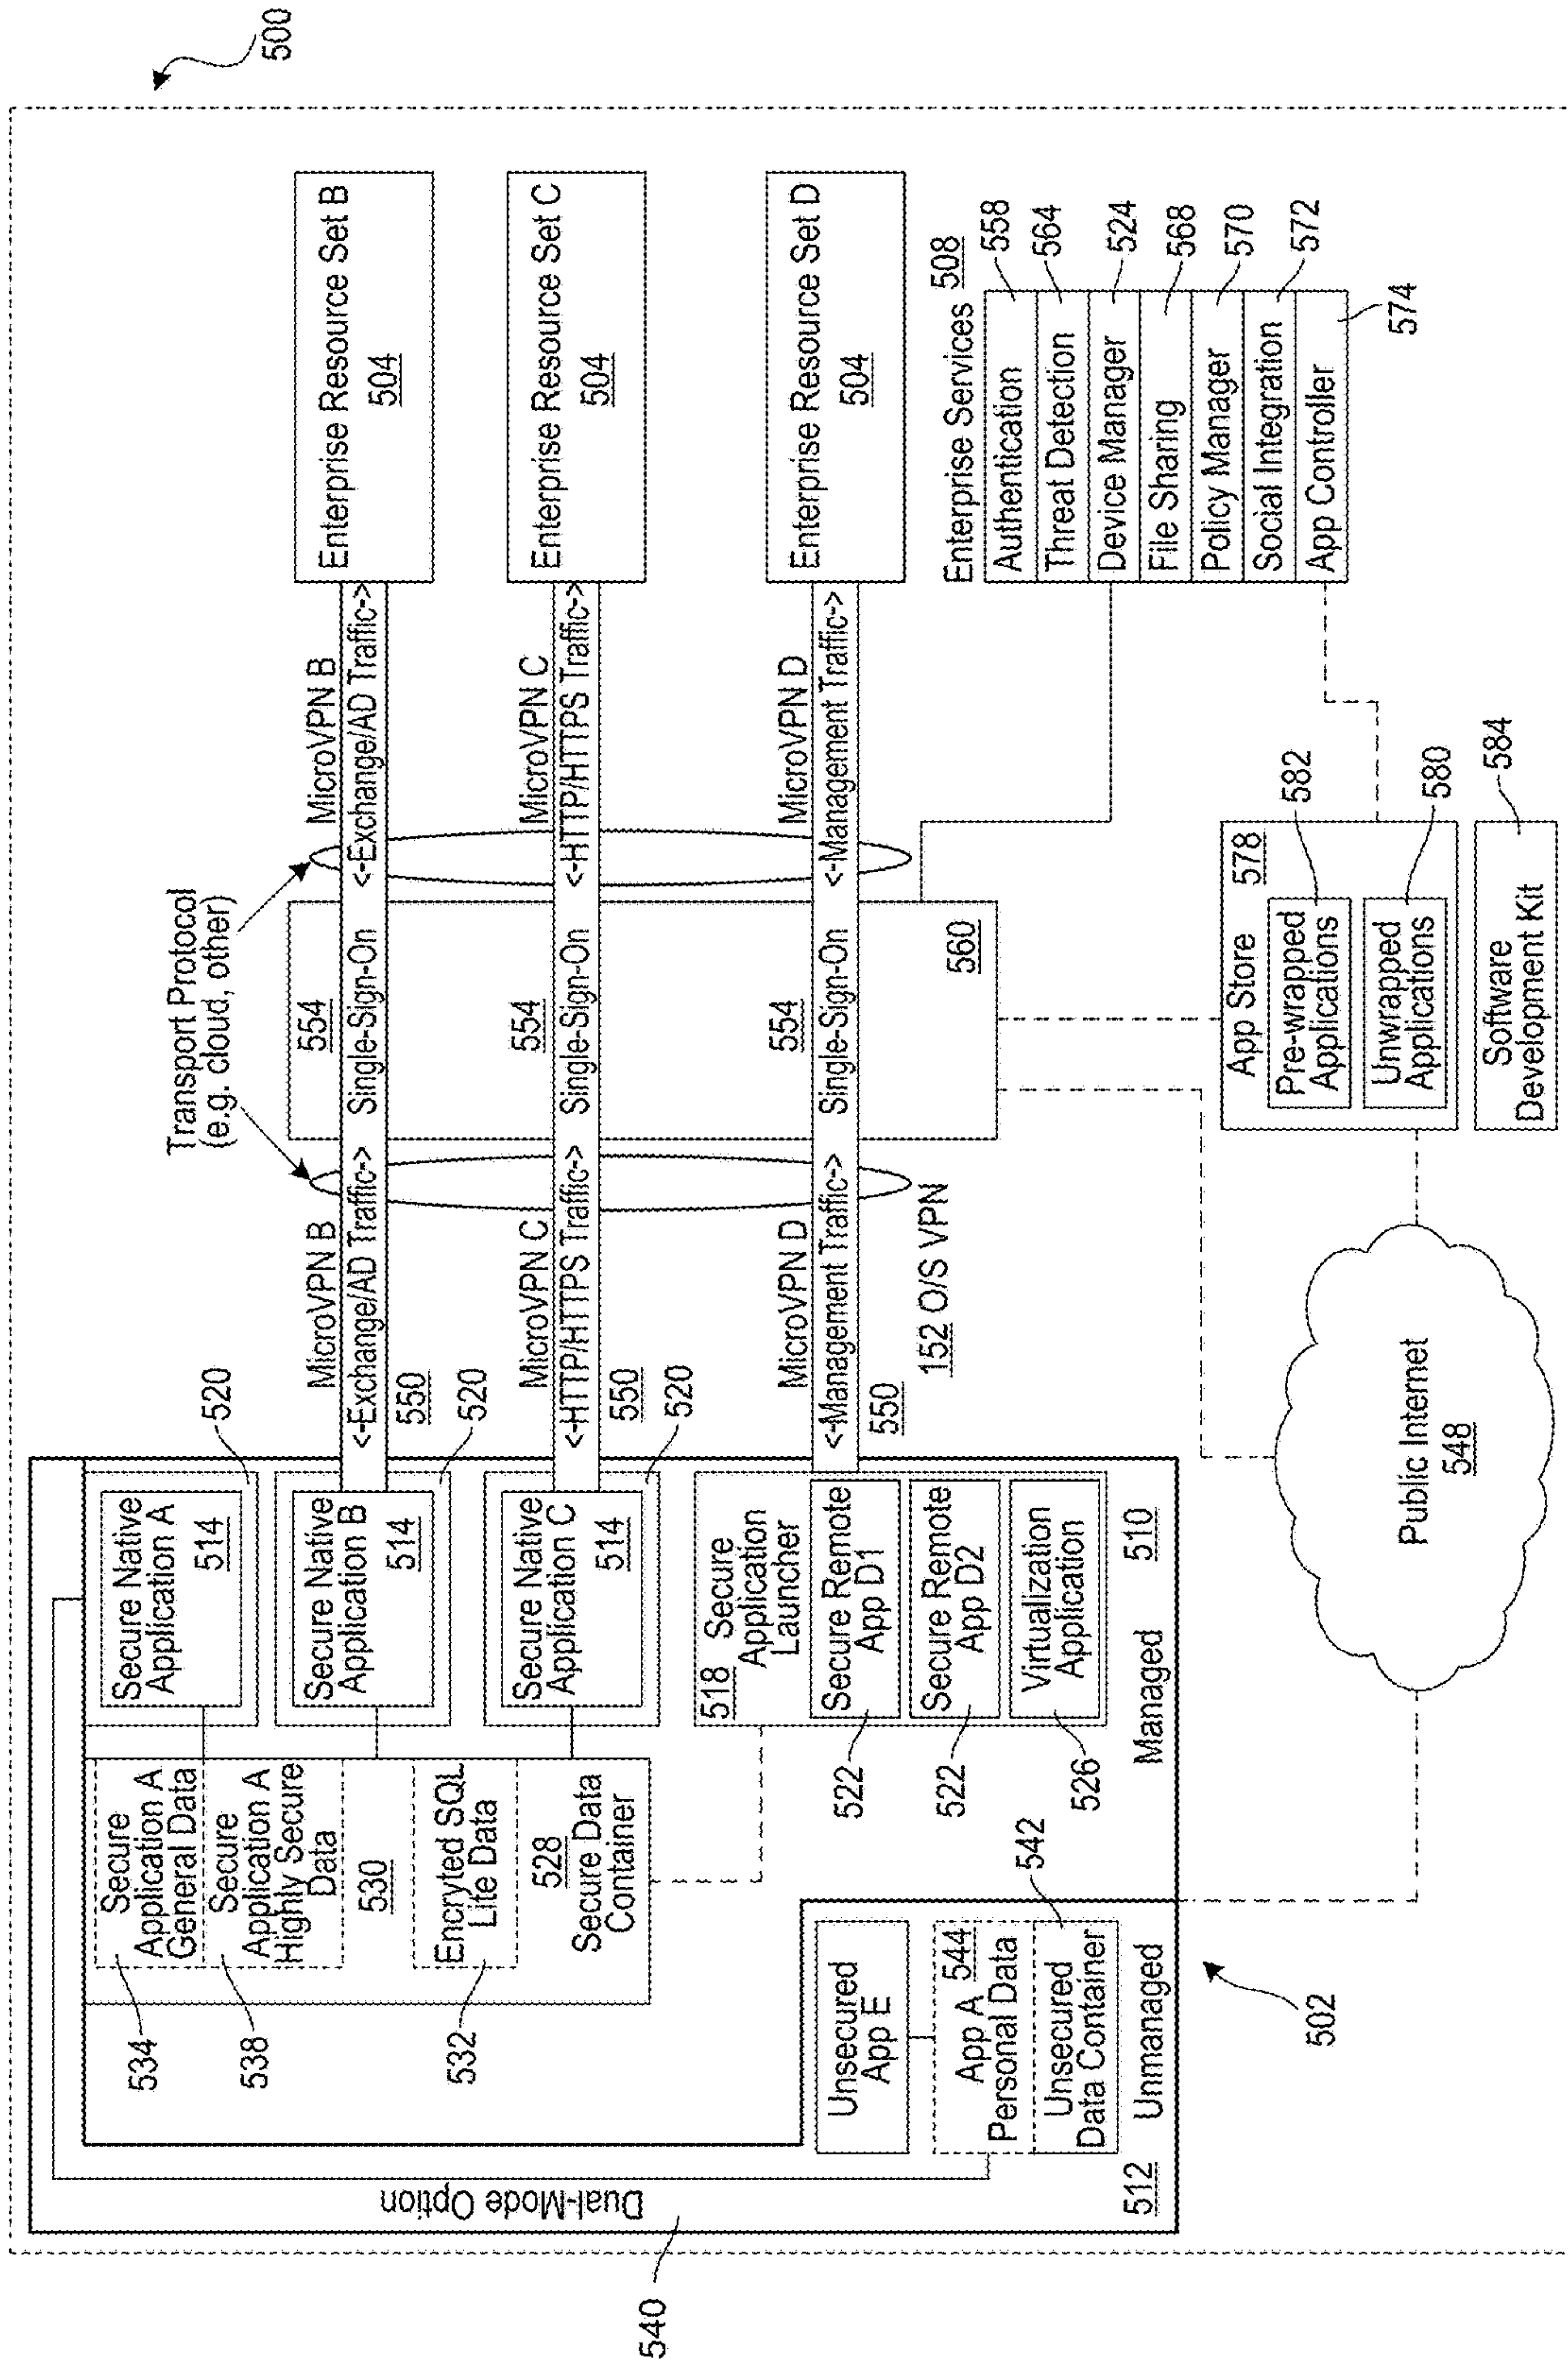 500
540
Dual-Mode Option
534
Secure
Application A
General Data
538
Secure
Application A
Highly Secure
Data
530
532
Encryted SQL
Lite Data
528
Secure Data
Container
Secure Native
Application A
514
520
Secure Native
Application B
514
520
Secure Native
Application C
514
520
518 Secure
Application
Launcher
Secure Remote
App D1
522
Secure Remote
App D2
522
Virtualization
Application
526
Managed 510
Unsecured
App E
App A 544
Personal Data
Unsecured
Data Container
542
512 Unmanaged
502
MicroVPN B
<-Exchange/AD Traffic->
550
MicroVPN C
<-HTTP/HTTPS Traffic->
550
MicroVPN D
<-Management Traffic->
550
152 O/S VPN
Transport Protocol
(e.g. cloud, other)
554
Single-Sign-On
554
Single-Sign-On
554
Single-Sign-On
560
MicroVPN B
<-Exchange/AD Traffic->
MicroVPN C
<-HTTP/HTTPS Traffic->
MicroVPN D
<-Management Traffic->
Enterprise Resource Set B
504
Enterprise Resource Set C
504
Enterprise Resource Set D
504
Enterprise Services 508
Authentication 558
Threat Detection 564
Device Manager 524
File Sharing 568
Policy Manager 570
Social Integration 572
App Controller 574
Public Internet
548
App Store 578
Pre-wrapped
Applications
582
Unwrapped
Applications
580
Software
Development Kit
584